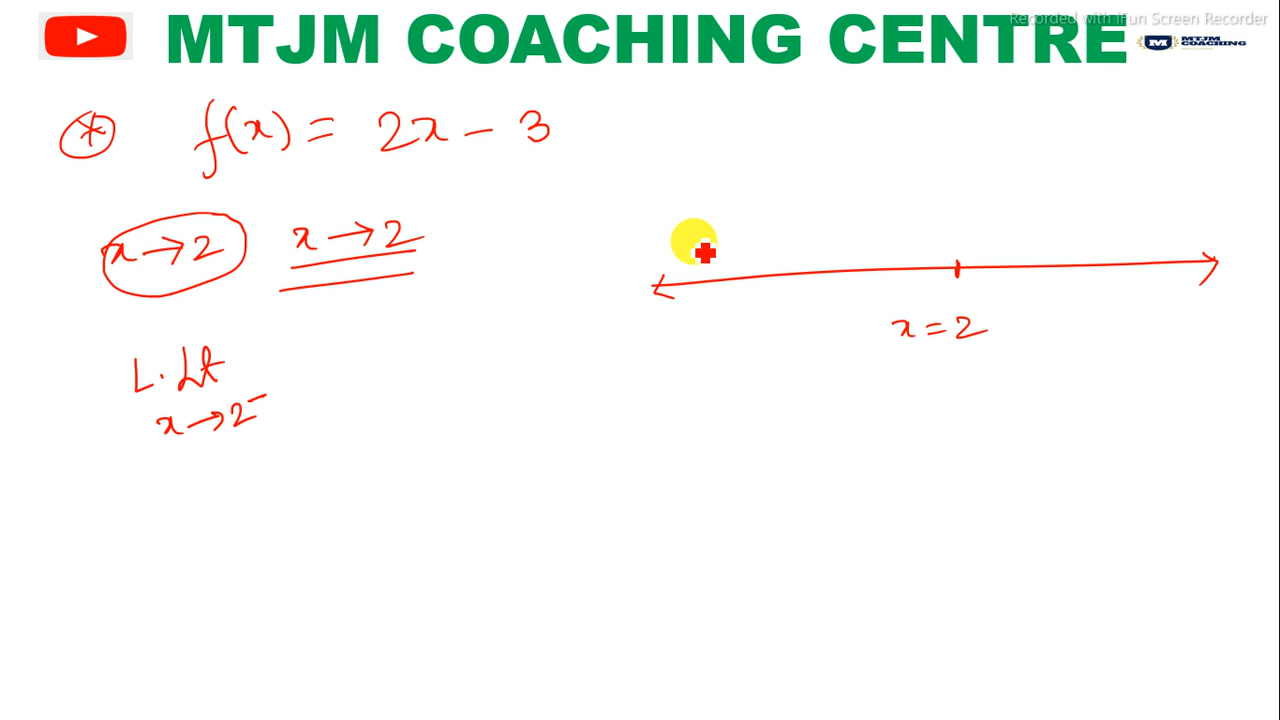 Recorded with iFun Screen Recorder
MTJM COACHING CENTRE
M MTJM COACHING
* f(x) = 2x - 3
x→2 x→2
x = 2
L. Lt
x→2⁻